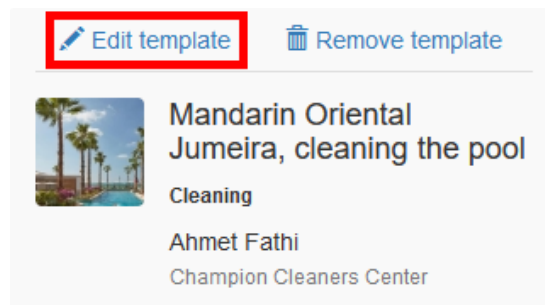 Edit template
Remove template
Mandarin Oriental
Jumeira, cleaning the pool
Cleaning
Ahmet Fathi
Champion Cleaners Center